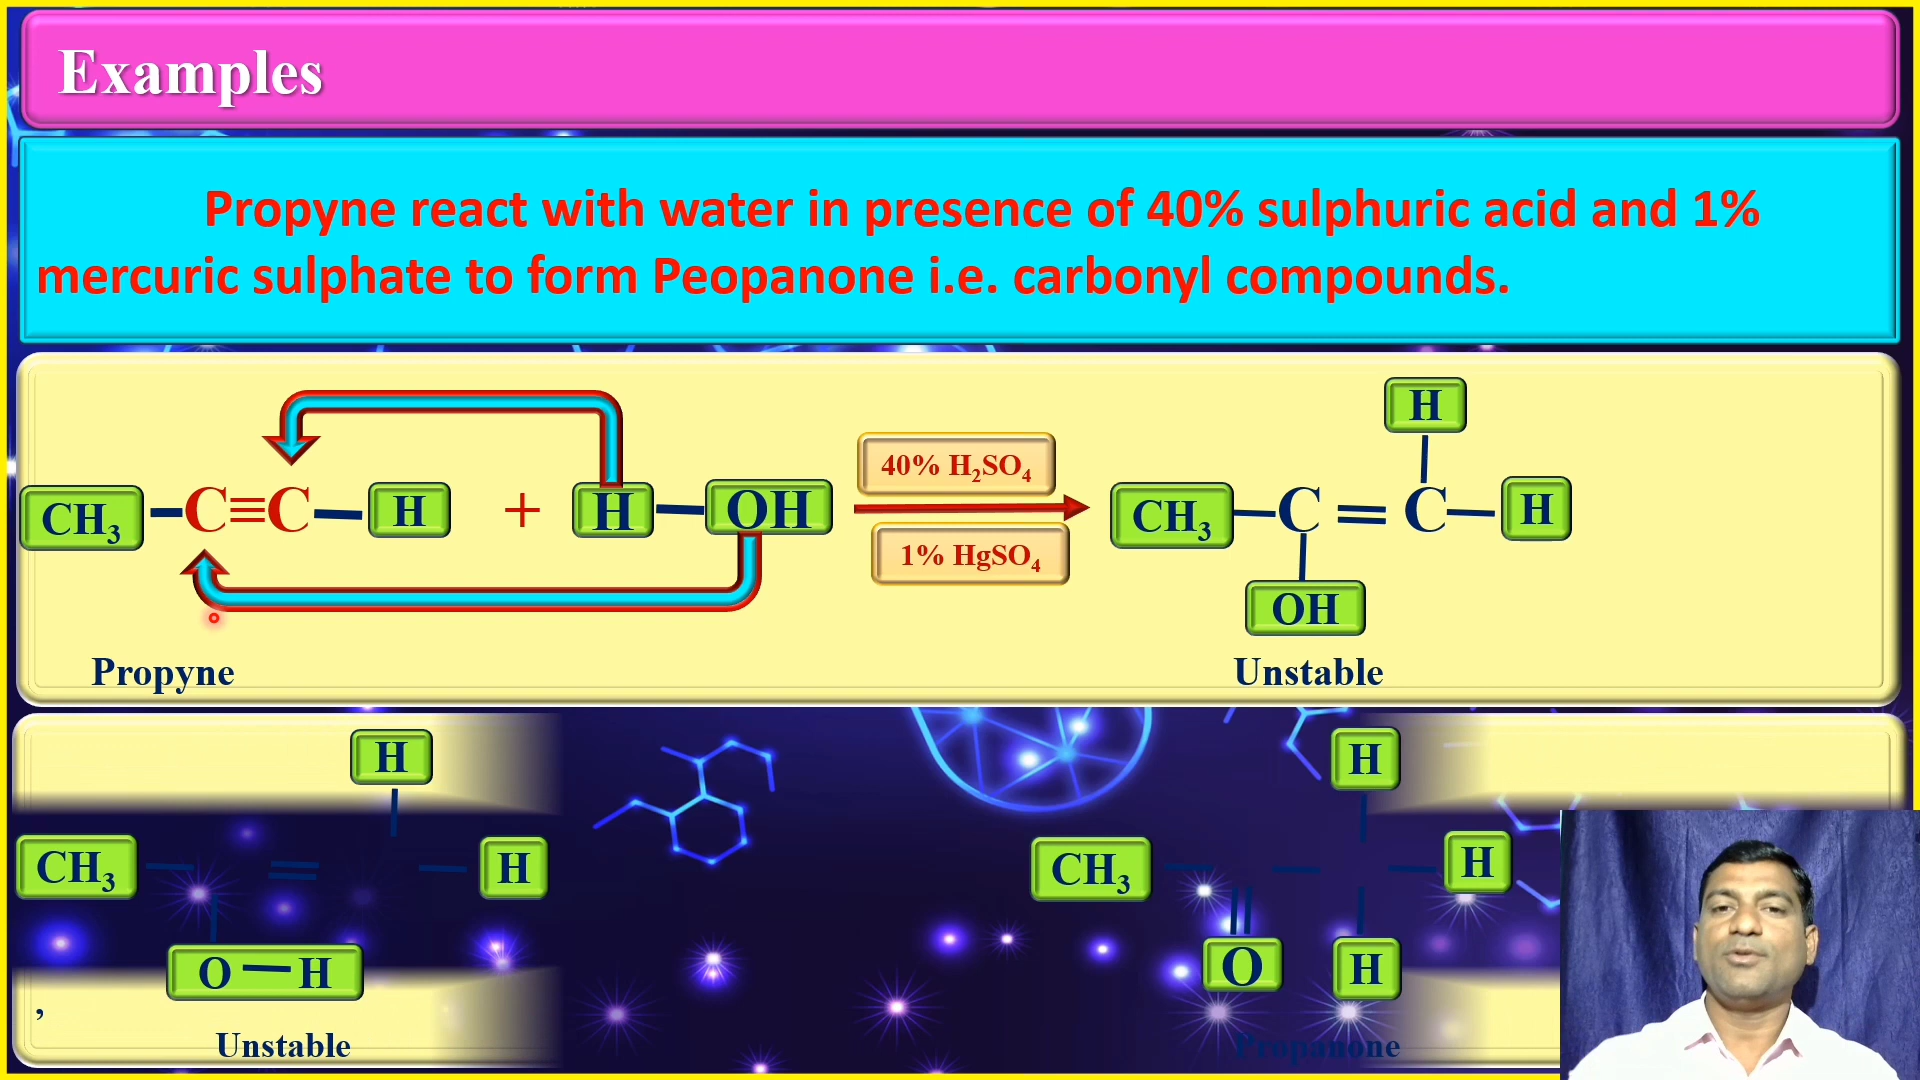 Examples
Propyne react with water in presence of 40% sulphuric acid and 1%
mercuric sulphate to form Peopanone i.e. carbonyl compounds.
H
40% H₂SO₄
CH₃ C≡C H + H OH CH₃ C = C H
1% HgSO₄
OH
Propyne Unstable
H H
CH₃ = H CH₃ H
O — H O H
,
Unstable Propanone